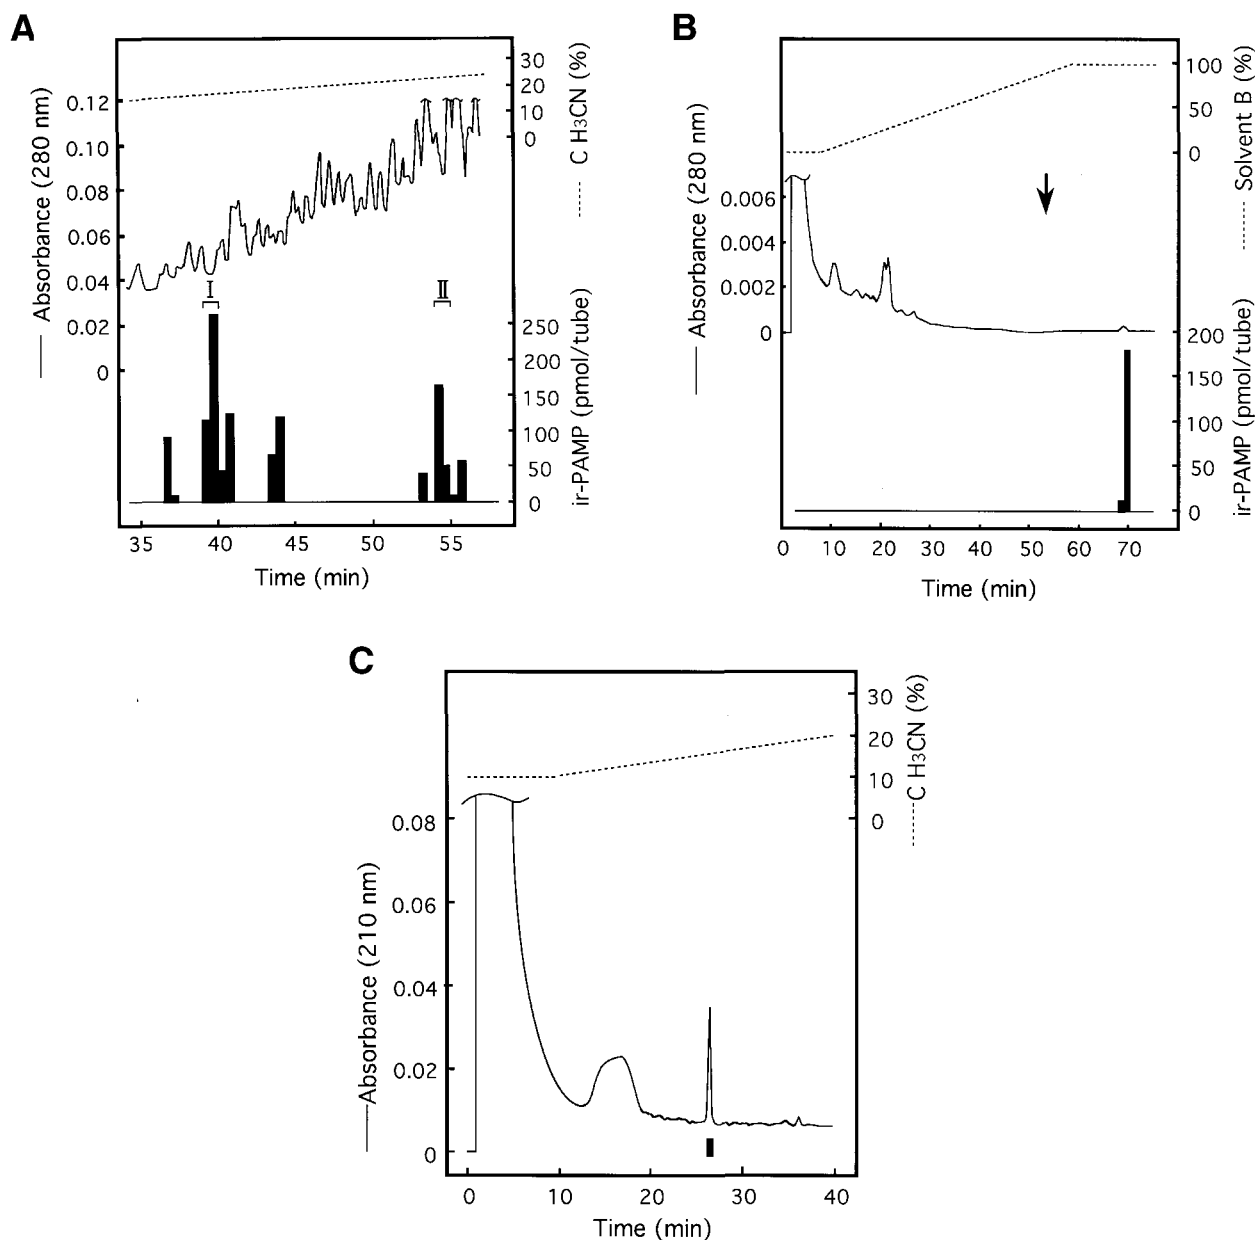 A
Absorbance (280 nm)
0.12
0.10
0.08
0.06
0.04
0.02
0
30
20
10
0
C H3CN (%)
I
II
250
200
150
100
50
0
ir-PAMP (pmol/tube)
35 40 45 50 55
Time (min)
B
Absorbance (280 nm)
0.006
0.004
0.002
0
100
50
0
Solvent B (%)
200
150
100
50
0
ir-PAMP (pmol/tube)
0 10 20 30 40 50 60 70
Time (min)
C
Absorbance (210 nm)
0.08
0.06
0.04
0.02
0
30
20
10
0
C H3CN (%)
0 10 20 30 40
Time (min)